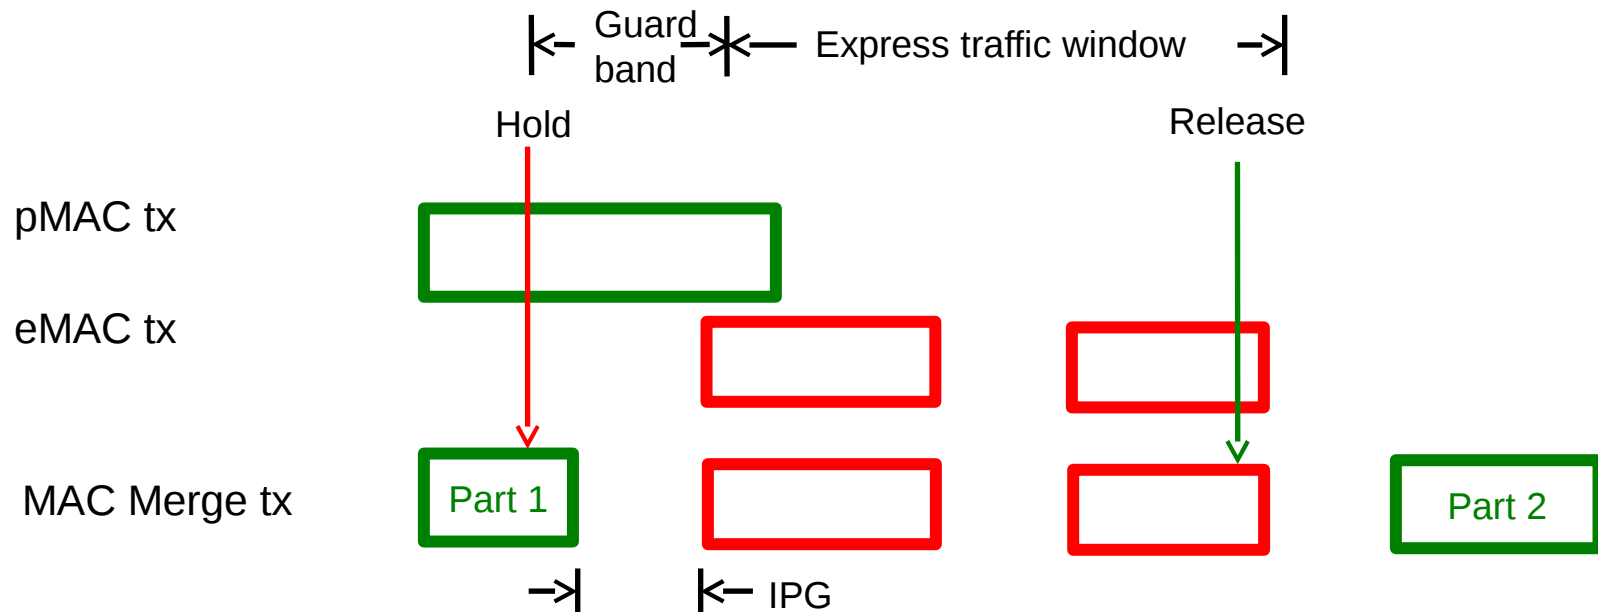 Guard
band
Express traffic window
Hold
Release
pMAC tx
eMAC tx
MAC Merge tx
Part 1
Part 2
IPG